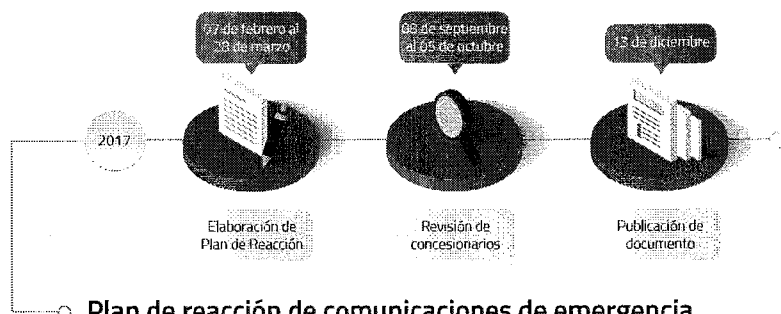 07 de febrero al
28 de marzo
08 de septiembre
al 05 de octubre
13 de diciembre
2017
Elaboración de
Plan de Reacción
Revisión de
concesionarios
Publicación de
documento
Plan de reacción de comunicaciones de emergencia